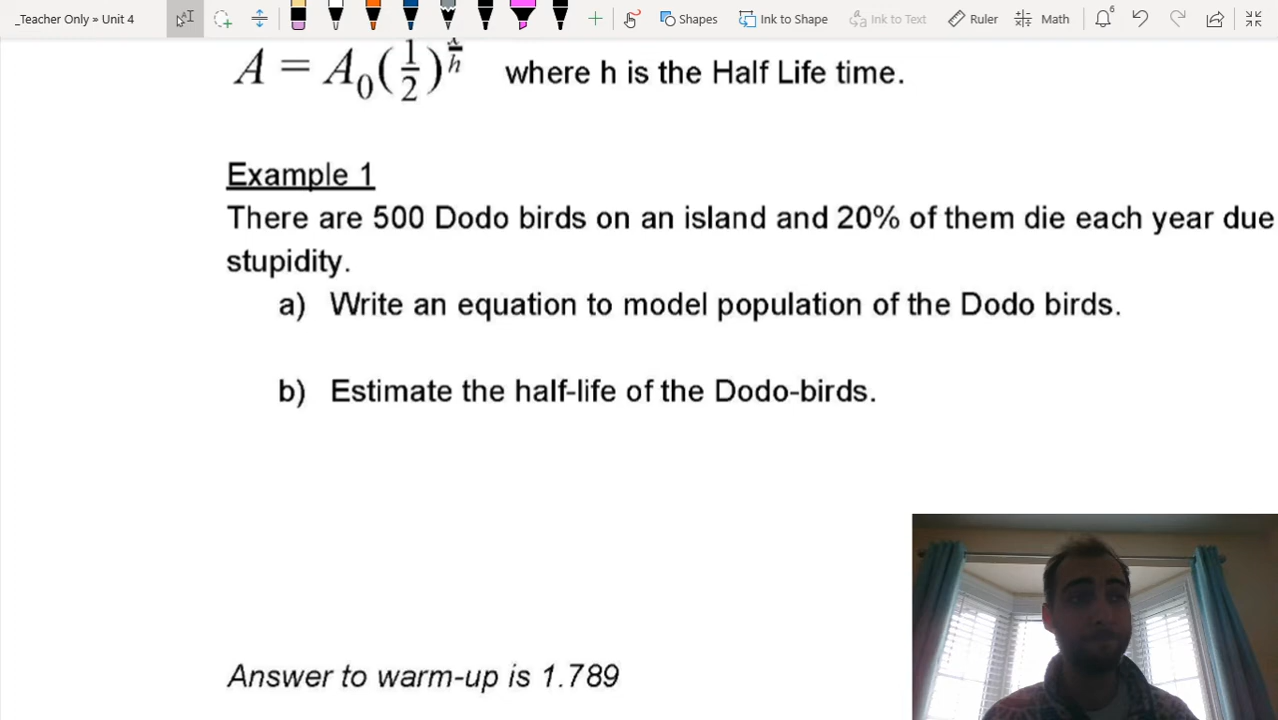 _Teacher Only » Unit 4 Shapes Ink to Shape Ink to Text Ruler Math 6
A = A₀(1/2)^(x/h) where h is the Half Life time.
Example 1
There are 500 Dodo birds on an island and 20% of them die each year due
stupidity.
a) Write an equation to model population of the Dodo birds.
b) Estimate the half-life of the Dodo-birds.
Answer to warm-up is 1.789